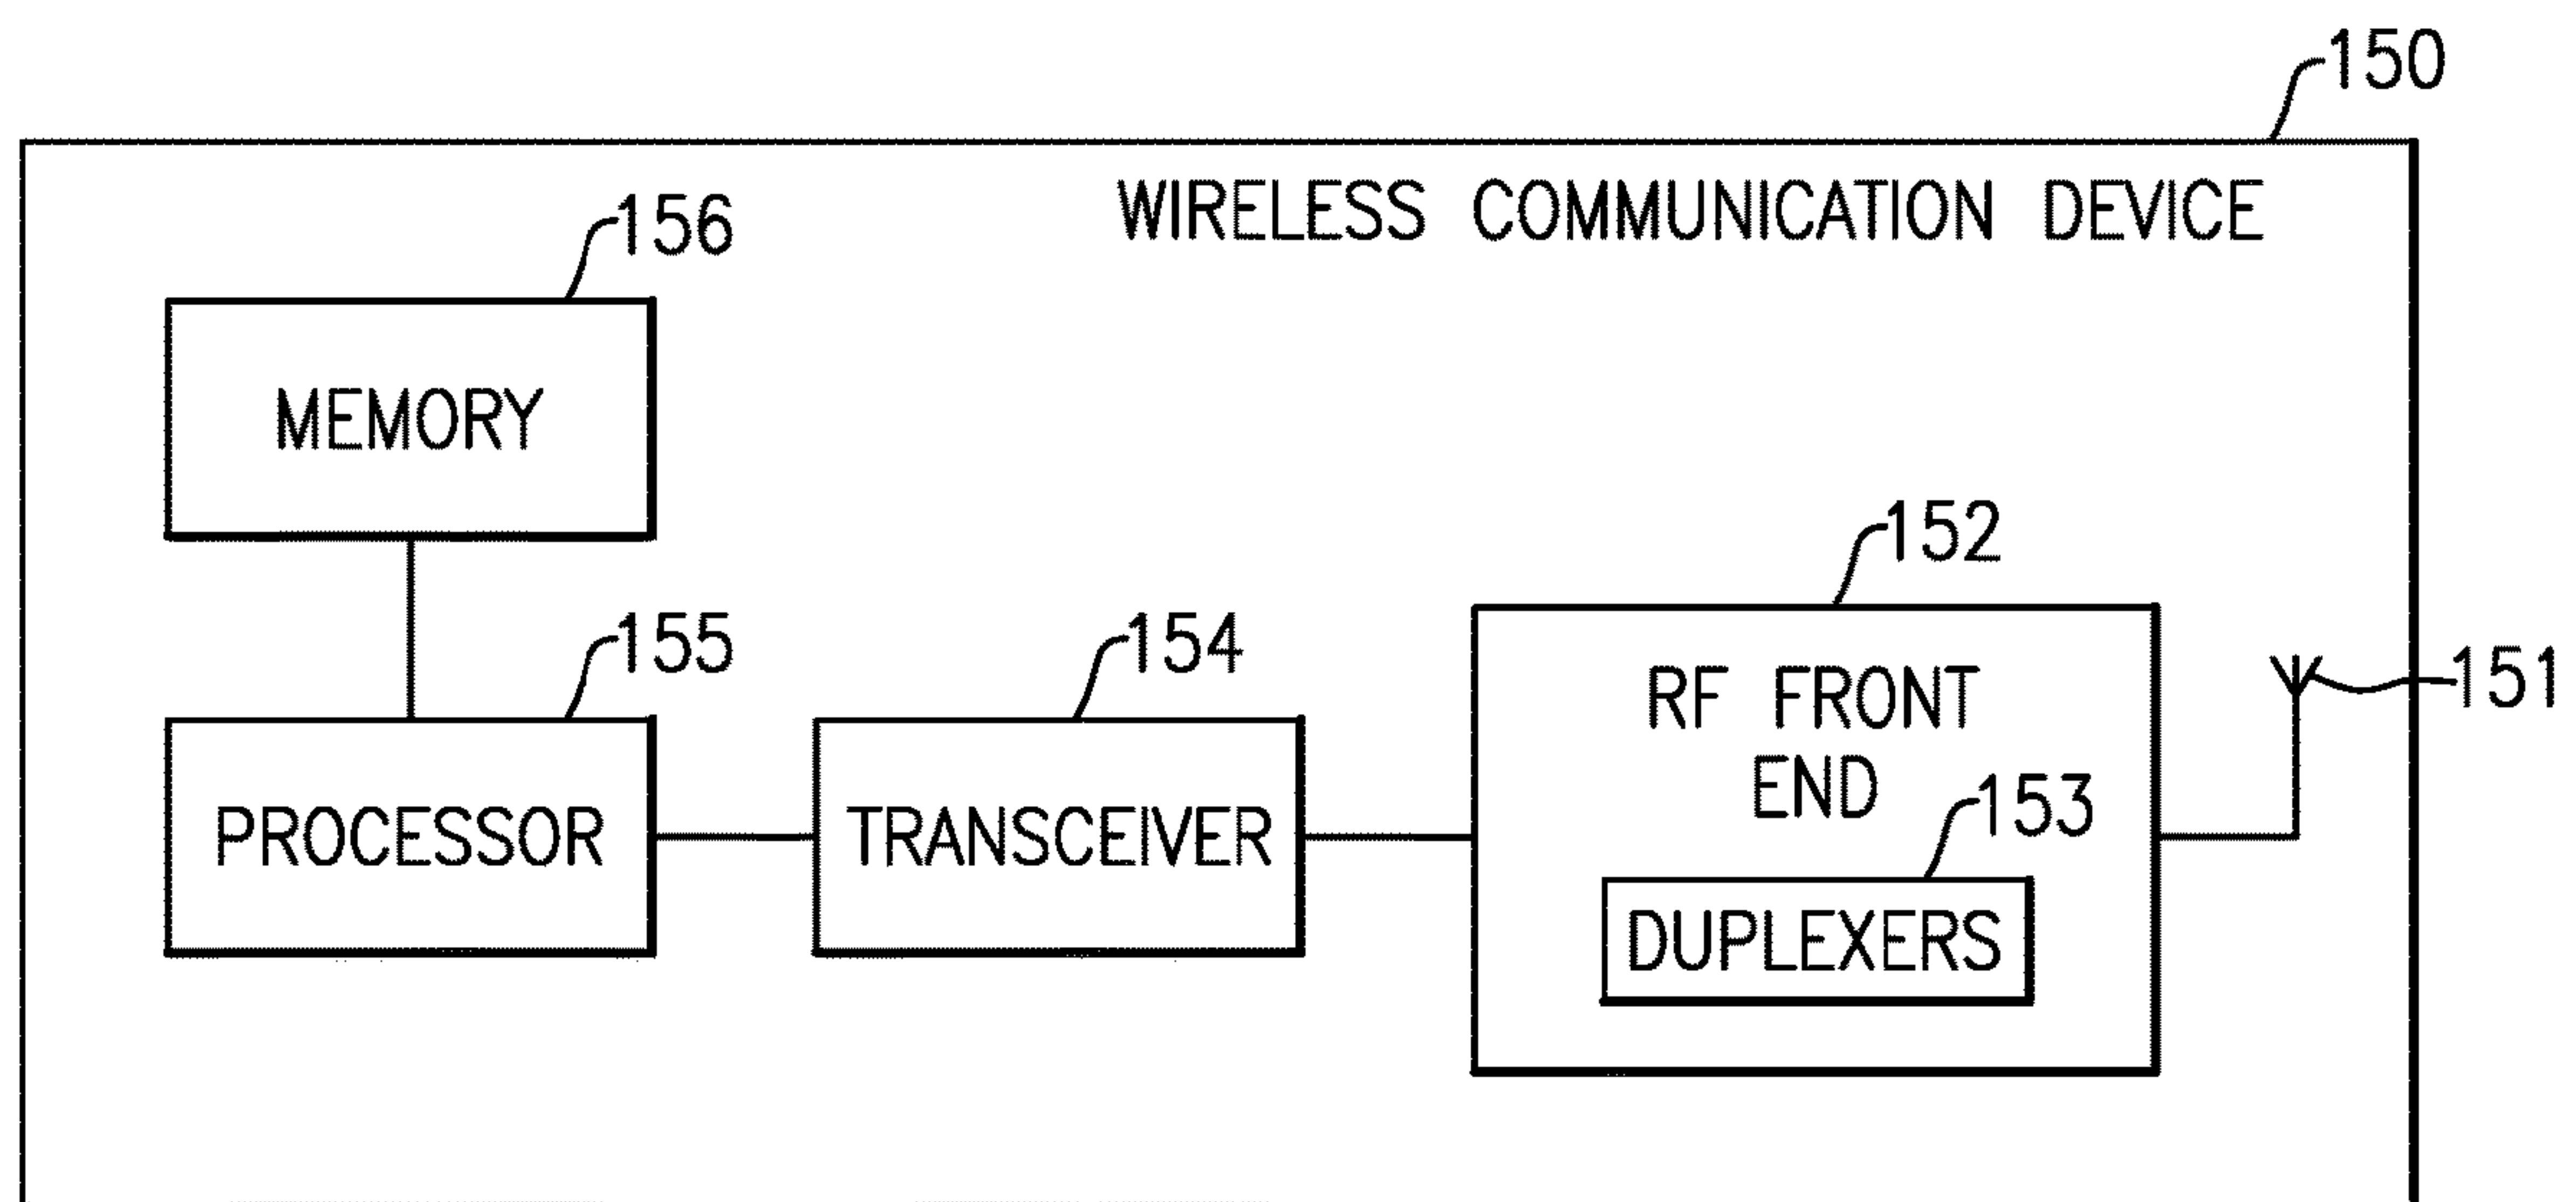 150
WIRELESS COMMUNICATION DEVICE
156
MEMORY
152
155
154
151
RF FRONT
END
153
PROCESSOR
TRANSCEIVER
DUPLEXERS